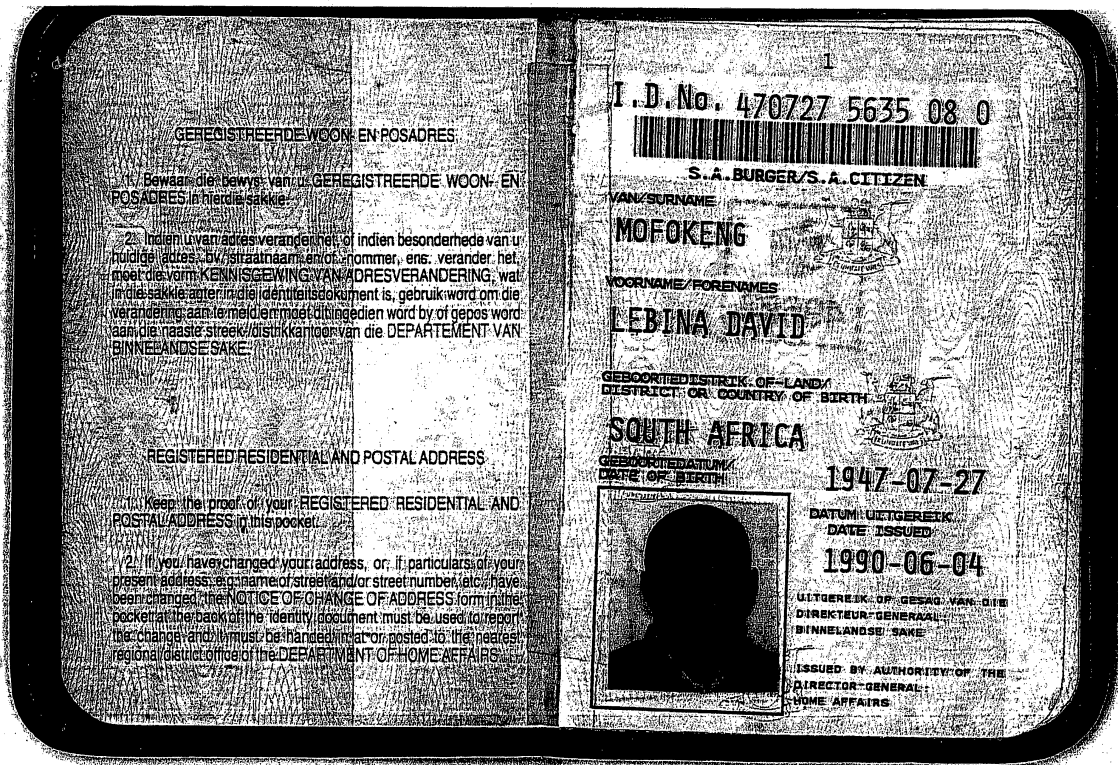 GEREGISTREERDE WOON- EN POSADRES
1. Bewaar die bewys van u GEREGISTREERDE WOON- EN
POSADRES in hierdie sakkie.
2. Indien u van adres verander het, of indien besonderhede van u
huidige adres, bv. straatnaam en/of -nommer, ens. verander het,
moet die vorm KENNISGEWING VAN ADRESVERANDERING, wat
in die sakkie agter in die identiteitsdokument is, gebruik word om die
verandering aan te meld en moet dit ingedien word by of gepos word
aan die naaste streek-/distrikkantoor van die DEPARTEMENT VAN
BINNELANDSE SAKE.
REGISTERED RESIDENTIAL AND POSTAL ADDRESS
1. Keep the proof of your REGISTERED RESIDENTIAL AND
POSTAL ADDRESS in this pocket.
2. If you have changed your address, or, if particulars of your
present address, e.g. name of street and/or street number, etc., have
been changed, the NOTICE OF CHANGE OF ADDRESS form in the
pocket at the back of the identity document must be used to report
the change and it must be handed in at or posted to the nearest
regional/district office of the DEPARTMENT OF HOME AFFAIRS.
1
I.D.No. 470727 5635 08 0
S.A.BURGER/S.A.CITIZEN
VAN/SURNAME
MOFOKENG
VOORNAME/FORENAMES
LEBINA DAVID
GEBOORTEDISTRIK OF-LAND/
DISTRICT OR COUNTRY OF BIRTH
SOUTH AFRICA
GEBOORTEDATUM/
DATE OF BIRTH
1947-07-27
DATUM UITGEREIK
DATE ISSUED
1990-06-04
UITGEREIK OP GESAG VAN DIE
DIREKTEUR-GENERAAL:
BINNELANDSE SAKE
ISSUED BY AUTHORITY OF THE
DIRECTOR-GENERAL:
HOME AFFAIRS